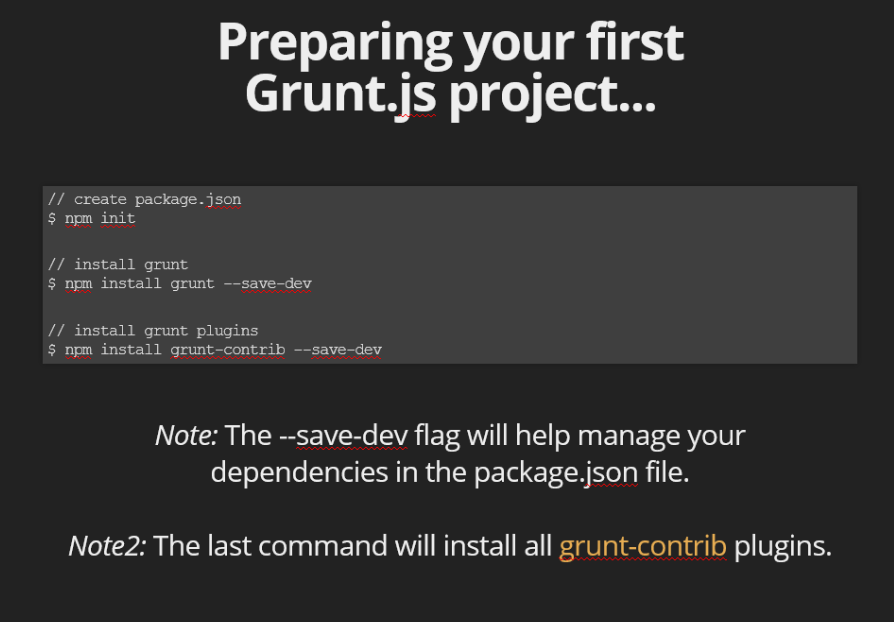 Preparing your first
Grunt.js project...
// create package.json
$ npm init
// install grunt
$ npm install grunt --save-dev
// install grunt plugins
$ npm install grunt-contrib --save-dev
Note: The --save-dev flag will help manage your
dependencies in the package.json file.
Note2: The last command will install all grunt-contrib plugins.